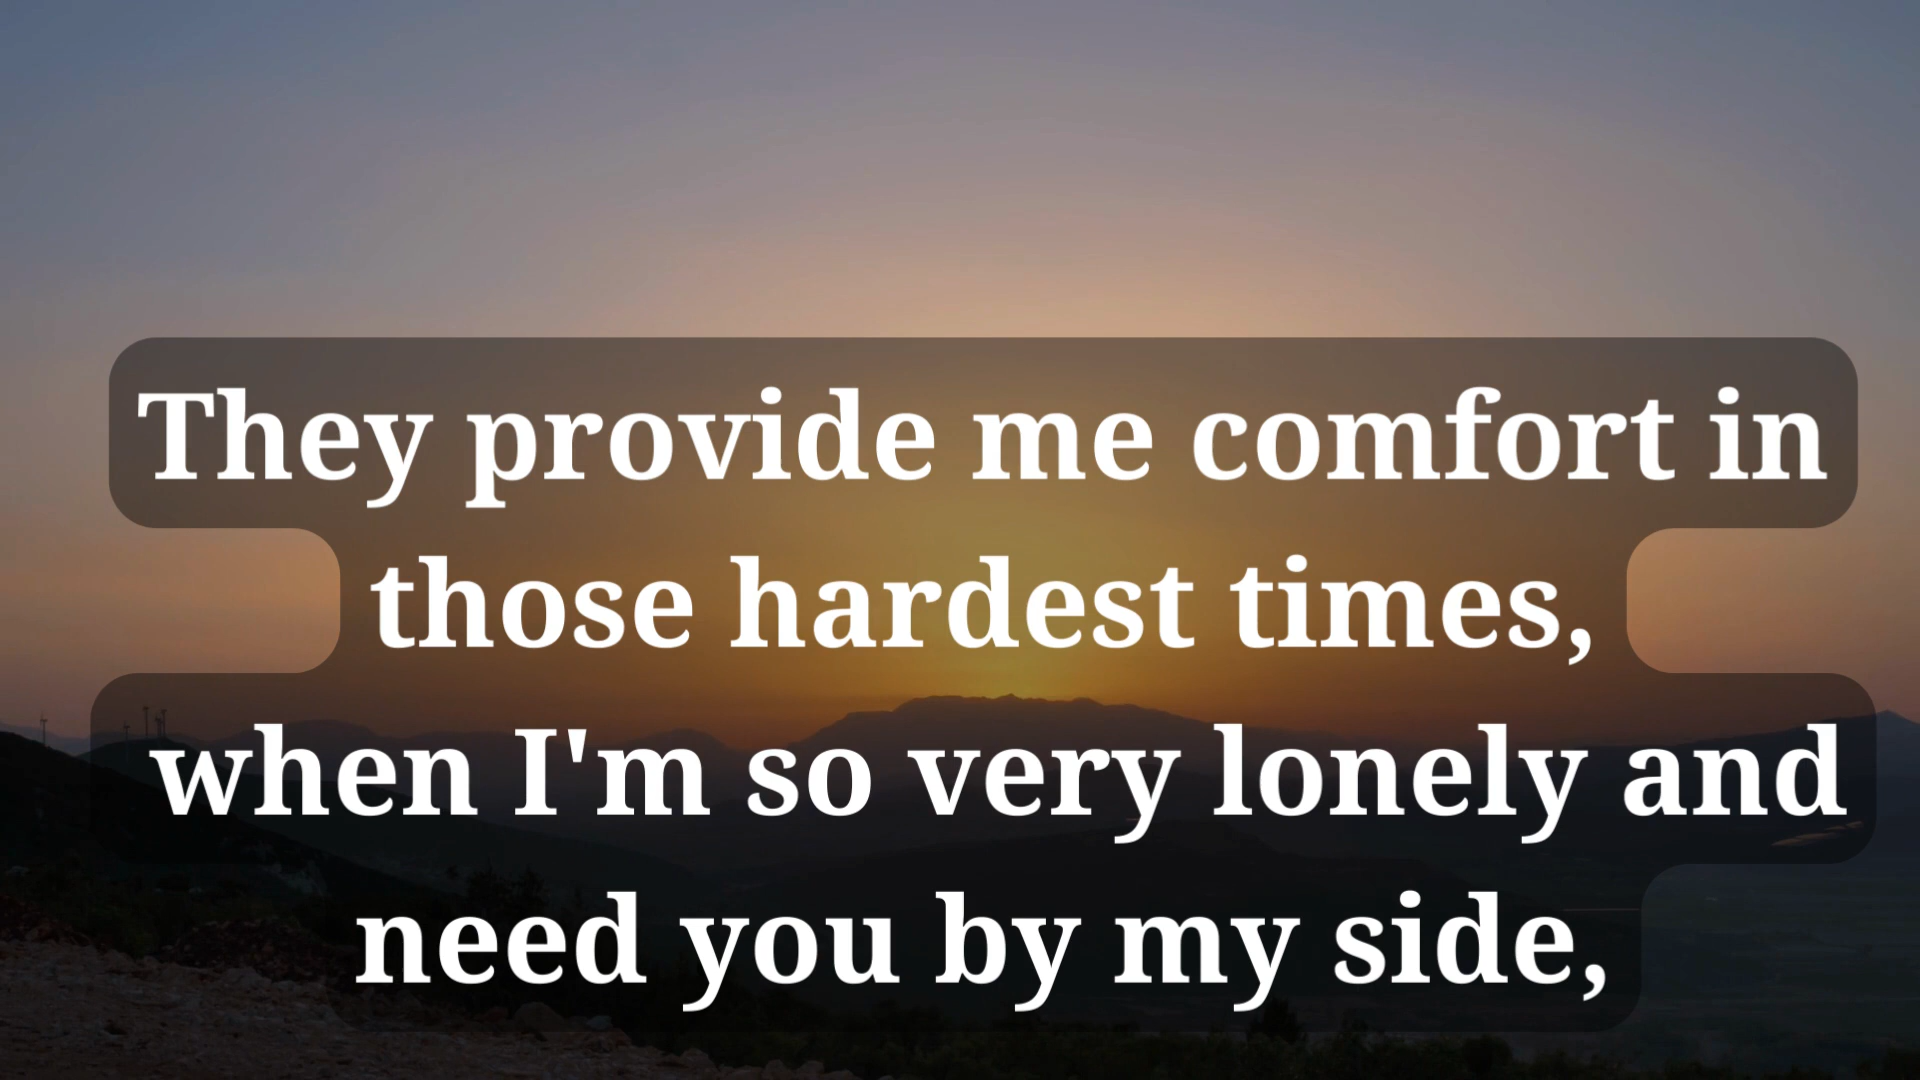 They provide me comfort in
those hardest times,
when I'm so very lonely and
need you by my side,